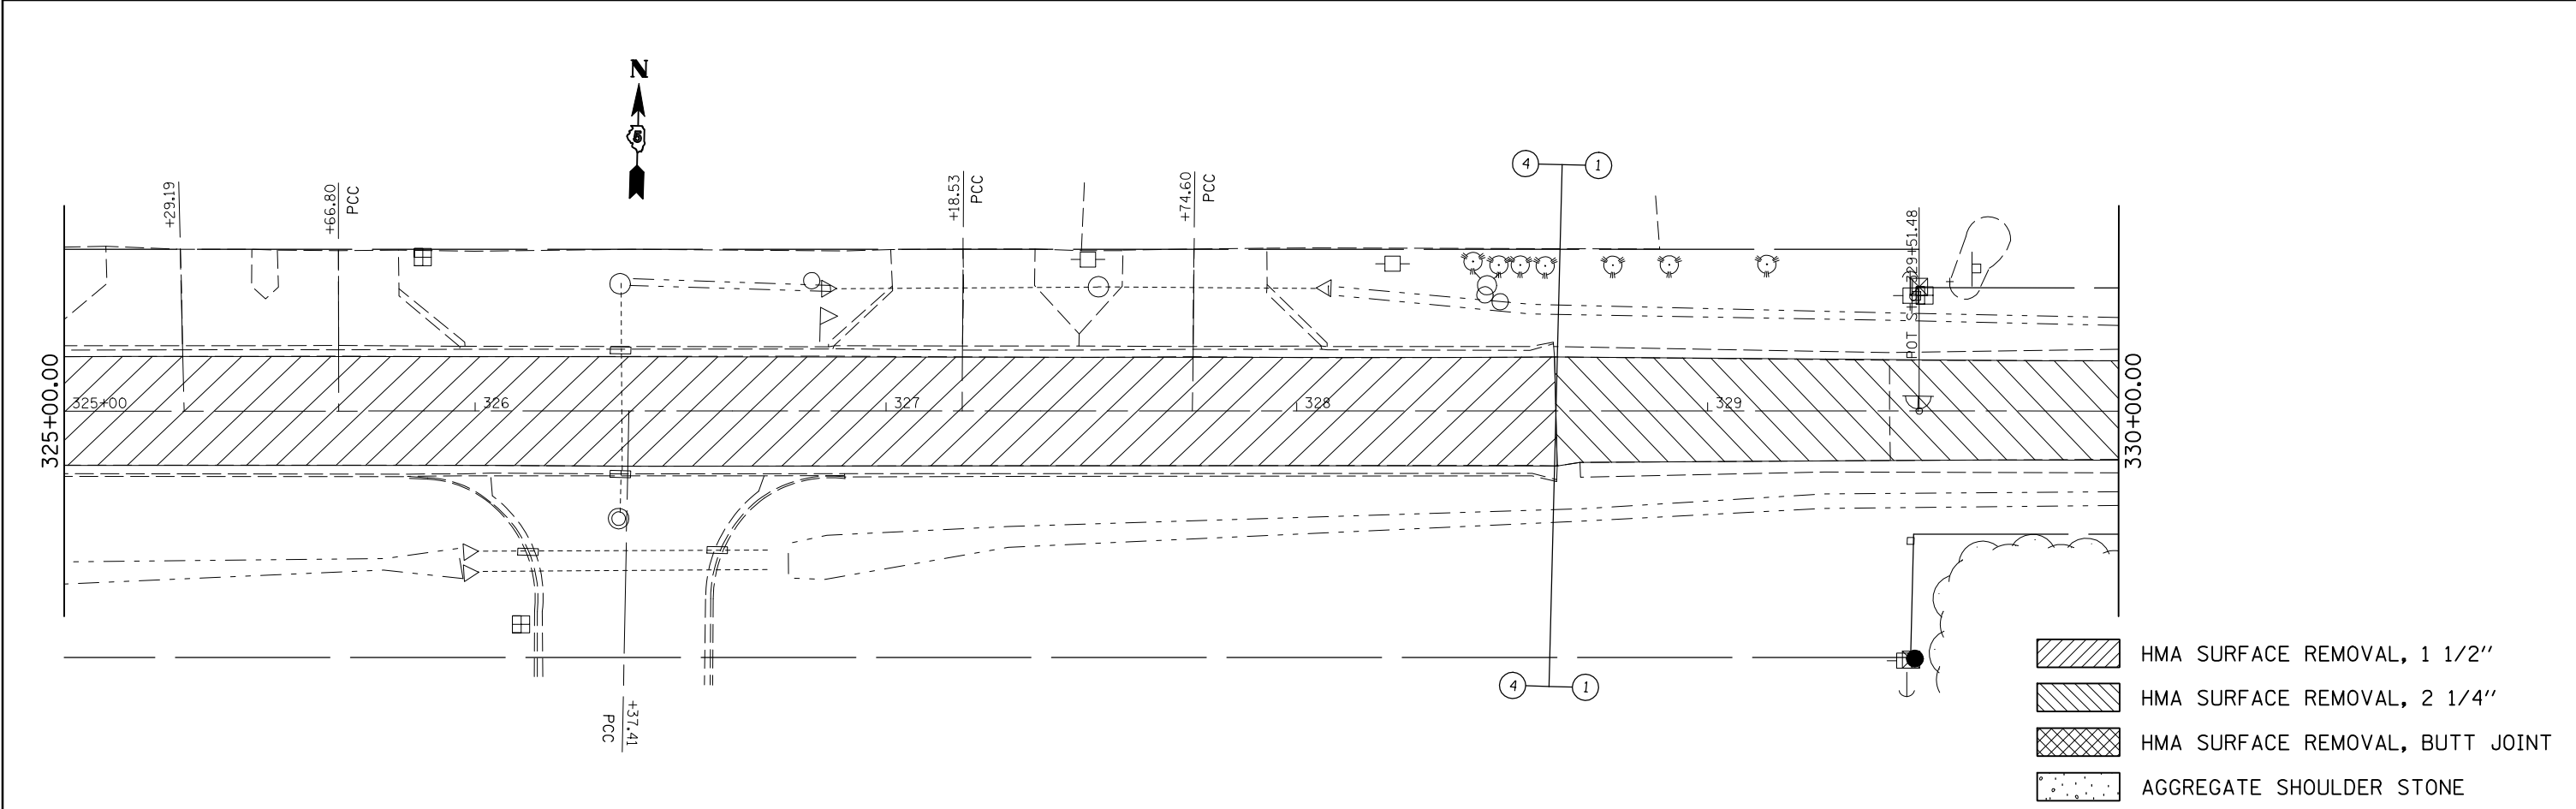 N
5
4 1
+29.19
+66.80
PCC
+18.53
PCC
+74.60
PCC
POT Sta 329+51.48
325+00.00
325+00
326
327
328
329
330+00.00
4 1
+37.41
PCC
HMA SURFACE REMOVAL, 1 1/2"
HMA SURFACE REMOVAL, 2 1/4"
HMA SURFACE REMOVAL, BUTT JOINT
AGGREGATE SHOULDER STONE